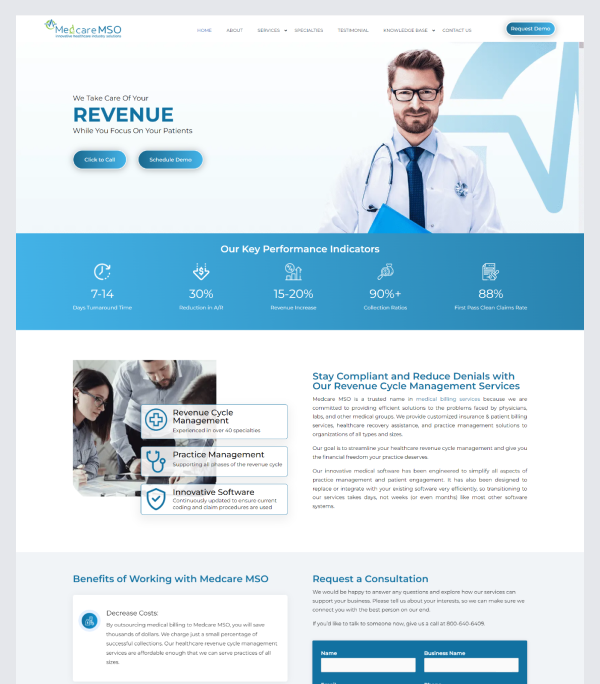 Medcare MSO
Innovative healthcare industry solutions
HOME
ABOUT
SERVICES
SPECIALTIES
TESTIMONIAL
KNOWLEDGE BASE
CONTACT US
Request Demo
We Take Care Of Your
REVENUE
While You Focus On Your Patients
Click to Call
Schedule Demo
Our Key Performance Indicators
7-14
Days Turnaround Time
30%
Reduction in A/R
15-20%
Revenue Increase
90%+
Collection Ratios
88%
First Pass Clean Claims Rate
Revenue Cycle
Management
Experienced in over 40 specialties
Practice Management
Supporting all phases of the revenue cycle
Innovative Software
Continuously updated to ensure current
coding and claim procedures are used
Stay Compliant and Reduce Denials with
Our Revenue Cycle Management Services
Medcare MSO is a trusted name in medical billing services because we are
committed to providing efficient solutions to the problems faced by physicians,
labs, and other medical groups. We provide customized insurance & patient billing
services, healthcare recovery assistance, and practice management solutions to
organizations of all types and sizes.
Our goal is to streamline your healthcare revenue cycle management and give you
the financial freedom your practice deserves.
Our innovative medical software has been engineered to simplify all aspects of
practice management and patient engagement. It has also been designed to
replace or integrate with your existing software very efficiently, so transitioning to
our services takes days, not weeks (or even months) like most other software
systems.
Benefits of Working with Medcare MSO
Decrease Costs:
By outsourcing medical billing to Medcare MSO, you will save
thousands of dollars. We charge just a small percentage of
successful collections. Our healthcare revenue cycle management
services are affordable enough that we can serve practices of all
sizes.
Request a Consultation
We would be happy to answer any questions and explore how our services can
support your business. Please tell us about your interests, so we can make sure we
connect you with the best person on our end.
If you'd like to talk to someone now, give us a call at 800-640-6409.
Name
Business Name